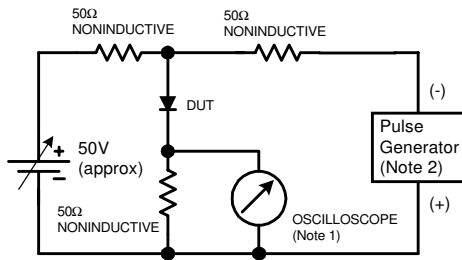 50Ω
NONINDUCTIVE
50Ω
NONINDUCTIVE
DUT
(-)
Pulse
Generator
(Note 2)
(+)
+
50V
(approx)
−
50Ω
NONINDUCTIVE
OSCILLOSCOPE
(Note 1)